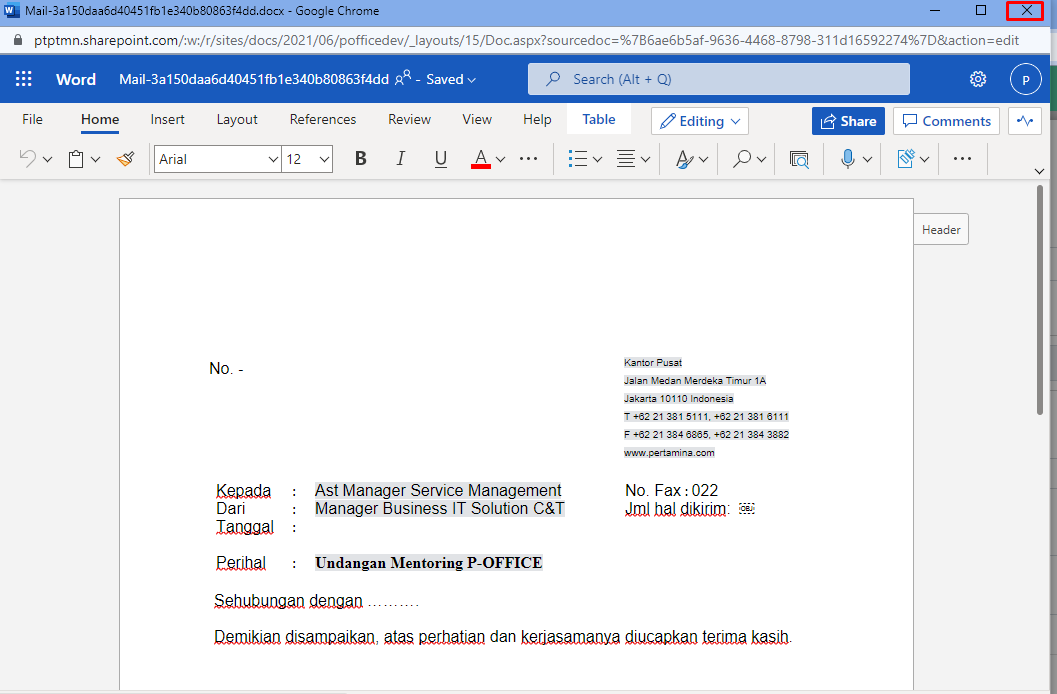 Mail-3a150daa6d40451fb1e340b80863f4dd.docx - Google Chrome
ptptmn.sharepoint.com/:w:/r/sites/docs/2021/06/pofficedev/_layouts/15/Doc.aspx?sourcedoc=%7B6ae6b5af-9636-4468-8798-311d16592274%7D&action=edit
Word Mail-3a150daa6d40451fb1e340b80863f4dd - Saved Search (Alt + Q) P
File Home Insert Layout References Review View Help Table Editing Share Comments
Arial 12 B I U A ...
Header
No. -
Kantor Pusat
Jalan Medan Merdeka Timur 1A
Jakarta 10110 Indonesia
T +62 21 381 5111, +62 21 381 6111
F +62 21 384 6865, +62 21 384 3882
www.pertamina.com
Kepada : Ast Manager Service Management No. Fax : 022
Dari : Manager Business IT Solution C&T Jml hal dikirim: OBJ
Tanggal :
Perihal : Undangan Mentoring P-OFFICE
Sehubungan dengan ……….
Demikian disampaikan, atas perhatian dan kerjasamanya diucapkan terima kasih.